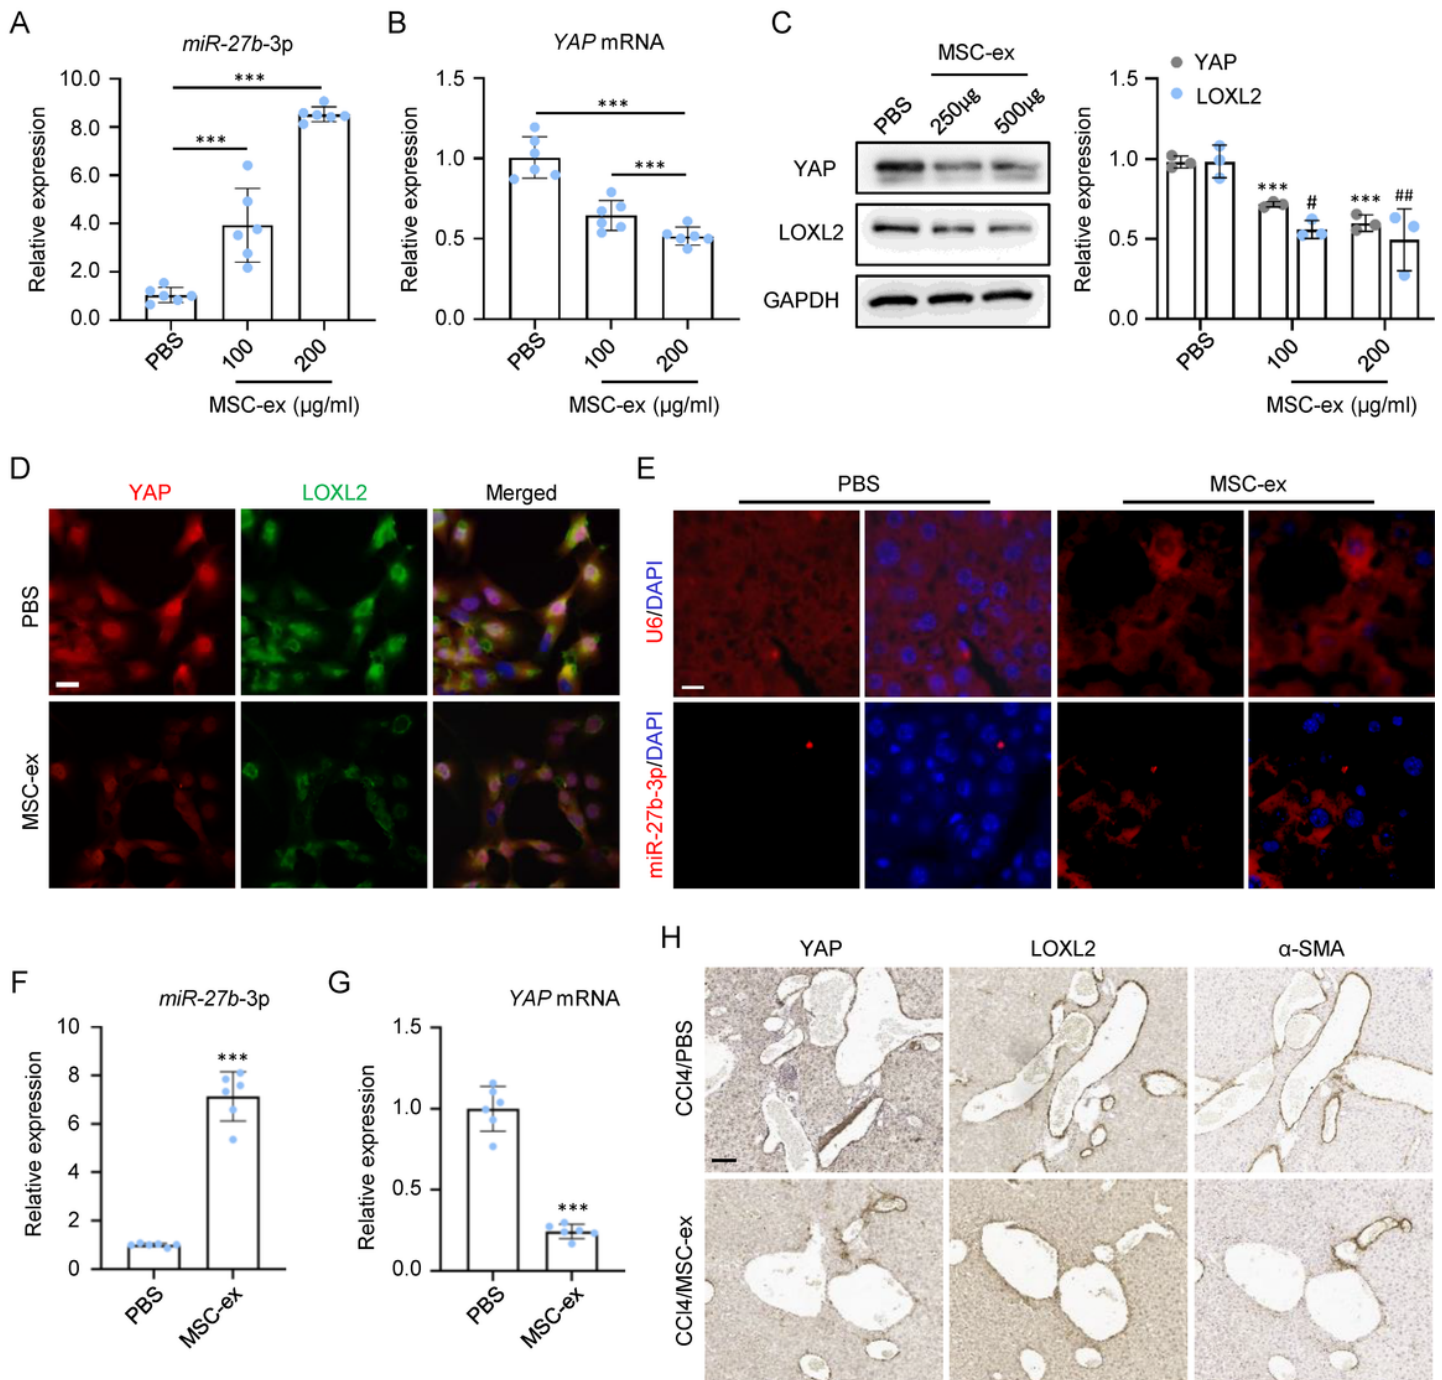 A
miR-27b-3p
Relative expression
10.0
8.0
6.0
4.0
2.0
0.0
***
***
PBS
100
200
MSC-ex (µg/ml)
B
YAP mRNA
Relative expression
1.5
1.0
0.5
0.0
***
***
PBS
100
200
MSC-ex (µg/ml)
C
MSC-ex
PBS
250µg
500µg
YAP
LOXL2
GAPDH
Relative expression
1.5
1.0
0.5
0.0
YAP
LOXL2
***
#
***
##
PBS
100
200
MSC-ex (µg/ml)
D
YAP
LOXL2
Merged
PBS
MSC-ex
E
PBS
MSC-ex
U6/DAPI
miR-27b-3p/DAPI
F
miR-27b-3p
Relative expression
10
8
6
4
2
0
***
PBS
MSC-ex
G
YAP mRNA
Relative expression
1.5
1.0
0.5
0.0
***
PBS
MSC-ex
H
YAP
LOXL2
α-SMA
CCl4/PBS
CCl4/MSC-ex